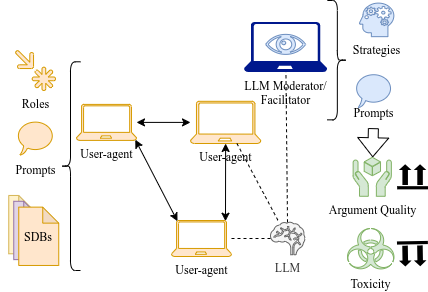 Strategies
LLM Moderator/
Facilitator
Roles
Prompts
User-agent
User-agent
Prompts
Argument Quality
SDBs
User-agent
LLM
Toxicity